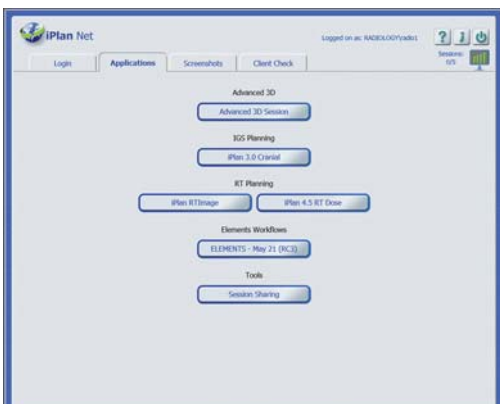 iPlan Net
Logged on as: RADIOLOGY\rado1
Sessions:
0/5
Login Applications Screenshots Client Check
Advanced 3D
Advanced 3D Session
IGS Planning
iPlan 3.0 Cranial
RT Planning
iPlan RTImage iPlan 4.5 RT Dose
Elements Workflows
ELEMENTS - May 21 (RC3)
Tools
Session Sharing